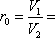 r₀ = V₁/V₂ =